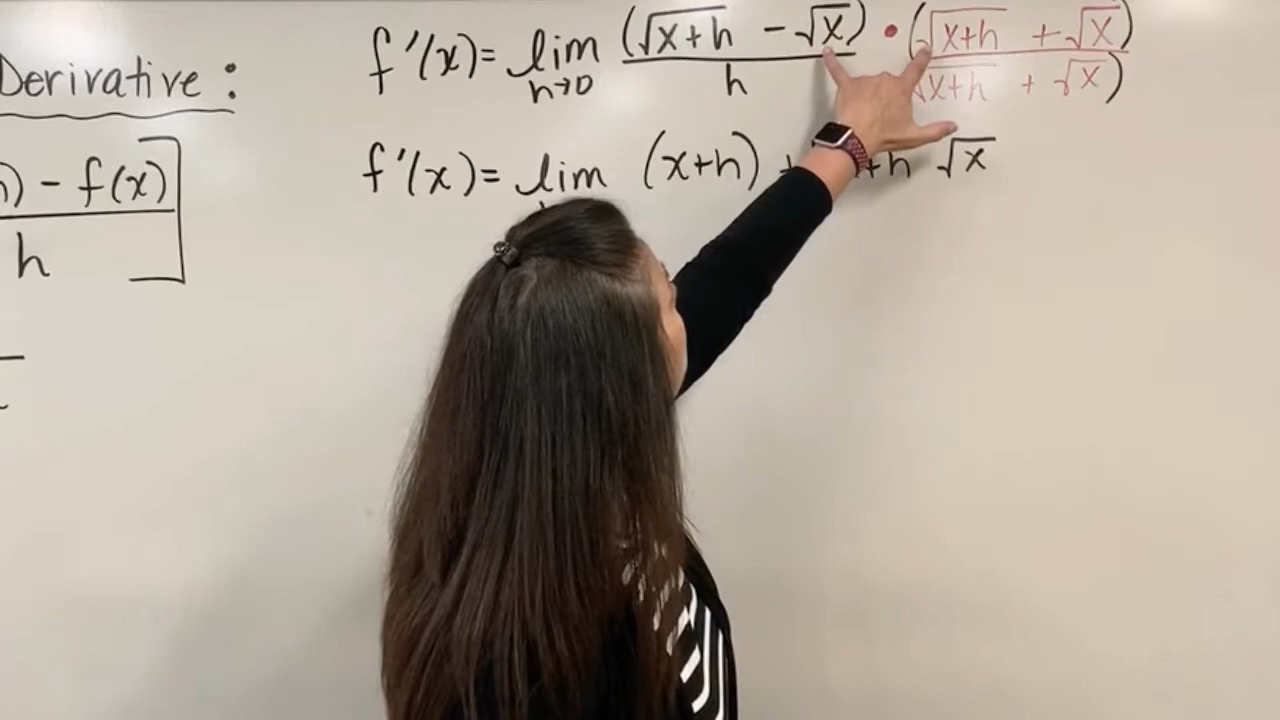 Derivative:
) - f(x)]
h
f'(x) = lim (√x+h - √x) • (√x+h + √x)
h→0 h √x+h + √x)
f'(x) = lim (x+h) + +h √x